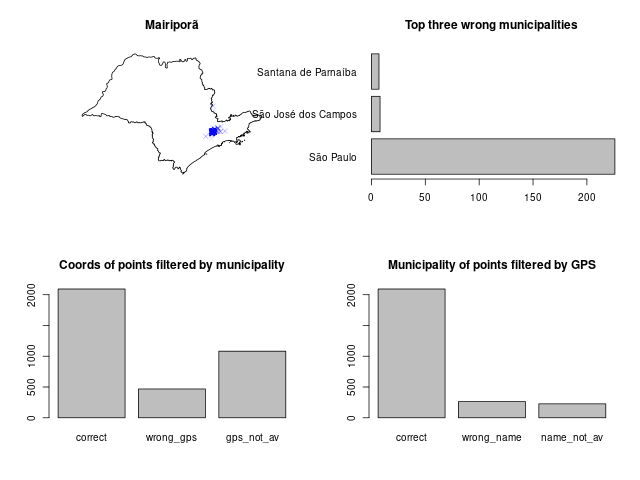 Mairiporã
Top three wrong municipalities
Santana de Parnaíba
São José dos Campos
São Paulo
0 50 100 150 200
Coords of points filtered by municipality
2000
1000
500
0
correct wrong_gps gps_not_av
Municipality of points filtered by GPS
2000
1000
500
0
correct wrong_name name_not_av